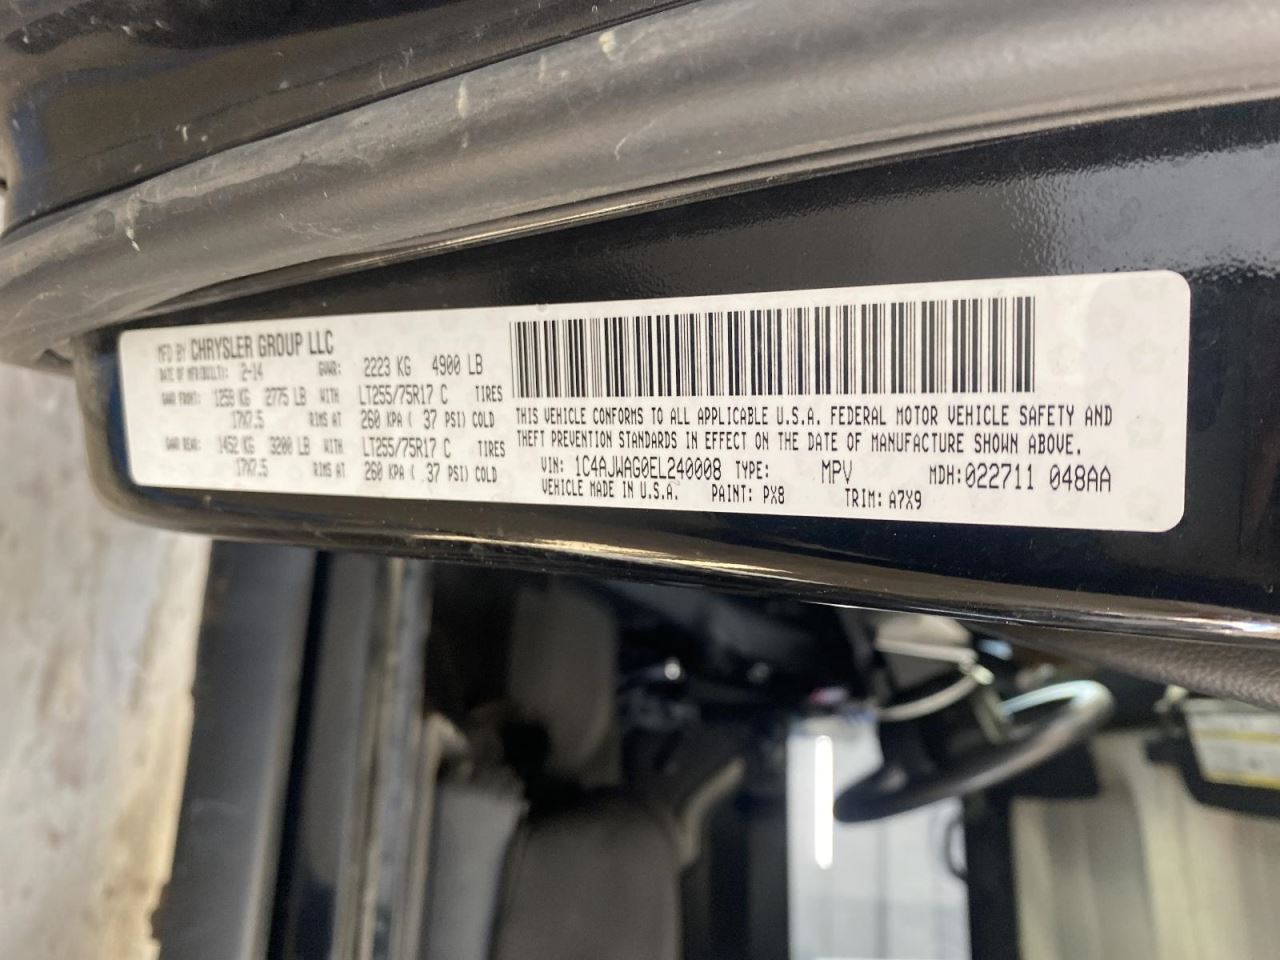 MFD BY CHRYSLER GROUP LLC
DATE OF MFR(BUILT): 2-14 GVWR: 2223 KG 4900 LB
GAWR FRONT: 1259 KG 2775 LB WITH LT255/75R17 C TIRES
17X7.5 RIMS AT 260 KPA ( 37 PSI) COLD
GAWR REAR: 1452 KG 3200 LB WITH LT255/75R17 C TIRES
17X7.5 RIMS AT 260 KPA ( 37 PSI) COLD
THIS VEHICLE CONFORMS TO ALL APPLICABLE U.S.A. FEDERAL MOTOR VEHICLE SAFETY AND
THEFT PREVENTION STANDARDS IN EFFECT ON THE DATE OF MANUFACTURE SHOWN ABOVE.
VIN: 1C4AJWAG0EL240008 TYPE: MPV MDH:022711 048AA
VEHICLE MADE IN U.S.A. PAINT: PX8 TRIM: A7X9